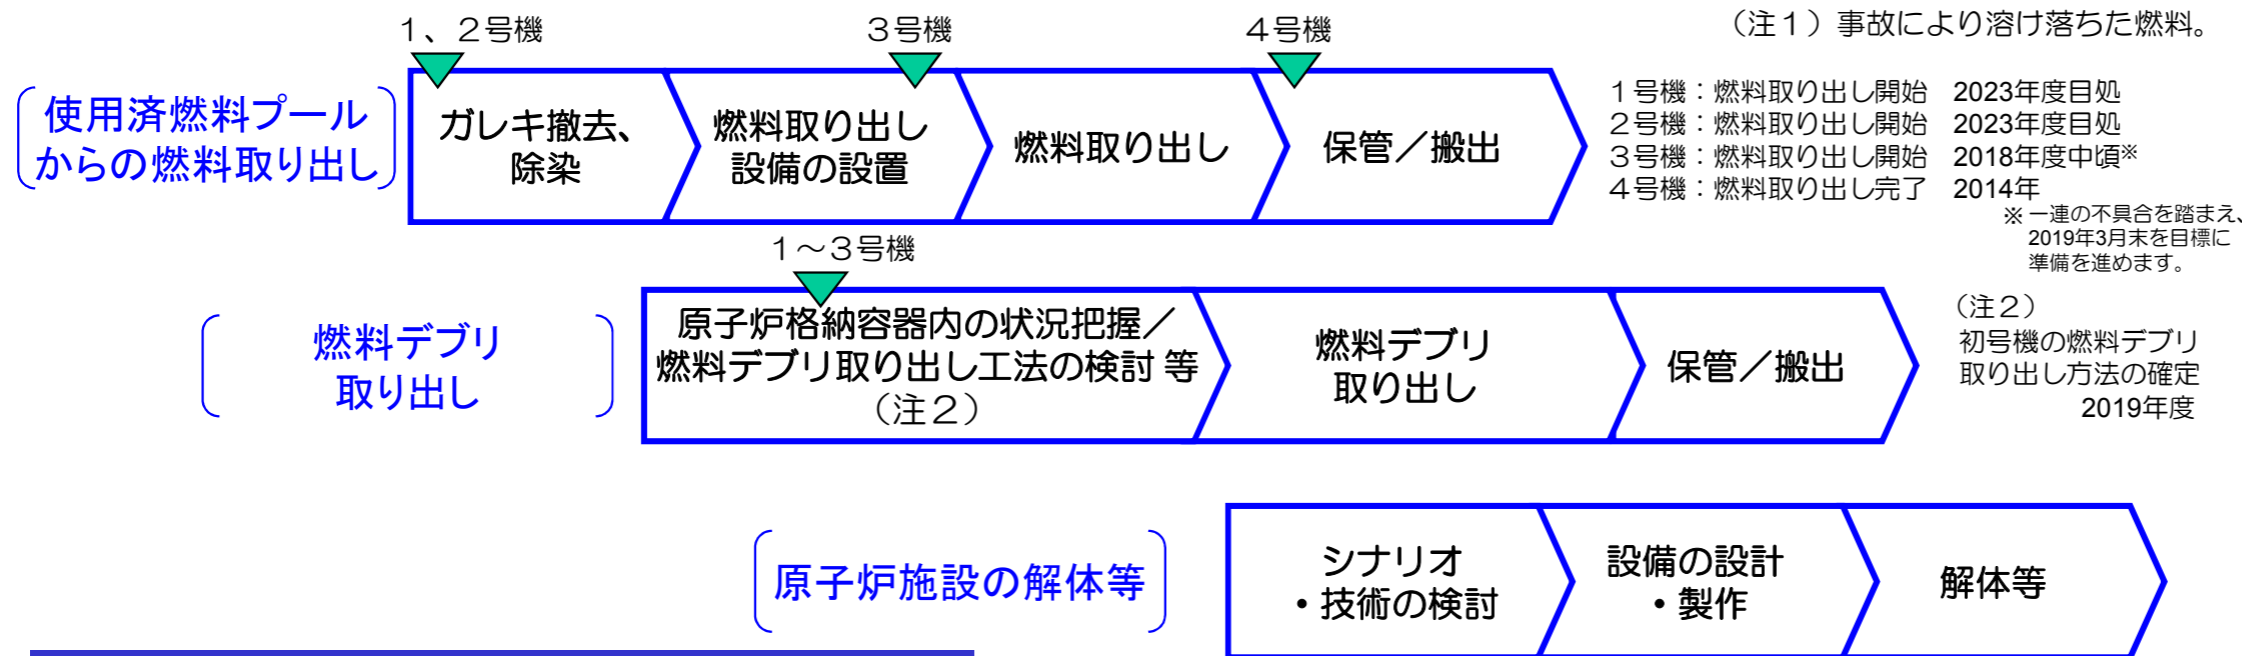 １、２号機
３号機
４号機
（注１）事故により溶け落ちた燃料。
使用済燃料プール
からの燃料取り出し
ガレキ撤去、
除染
燃料取り出し
設備の設置
燃料取り出し
保管／搬出
１号機：燃料取り出し開始　2023年度目処
２号機：燃料取り出し開始　2023年度目処
３号機：燃料取り出し開始　2018年度中頃※
４号機：燃料取り出し完了　2014年
※ 一連の不具合を踏まえ、
2019年3月末を目標に
準備を進めます。
１～３号機
燃料デブリ
取り出し
原子炉格納容器内の状況把握／
燃料デブリ取り出し工法の検討 等
（注２）
燃料デブリ
取り出し
保管／搬出
（注２）
初号機の燃料デブリ
取り出し方法の確定
2019年度
原子炉施設の解体等
シナリオ
・技術の検討
設備の設計
・製作
解体等